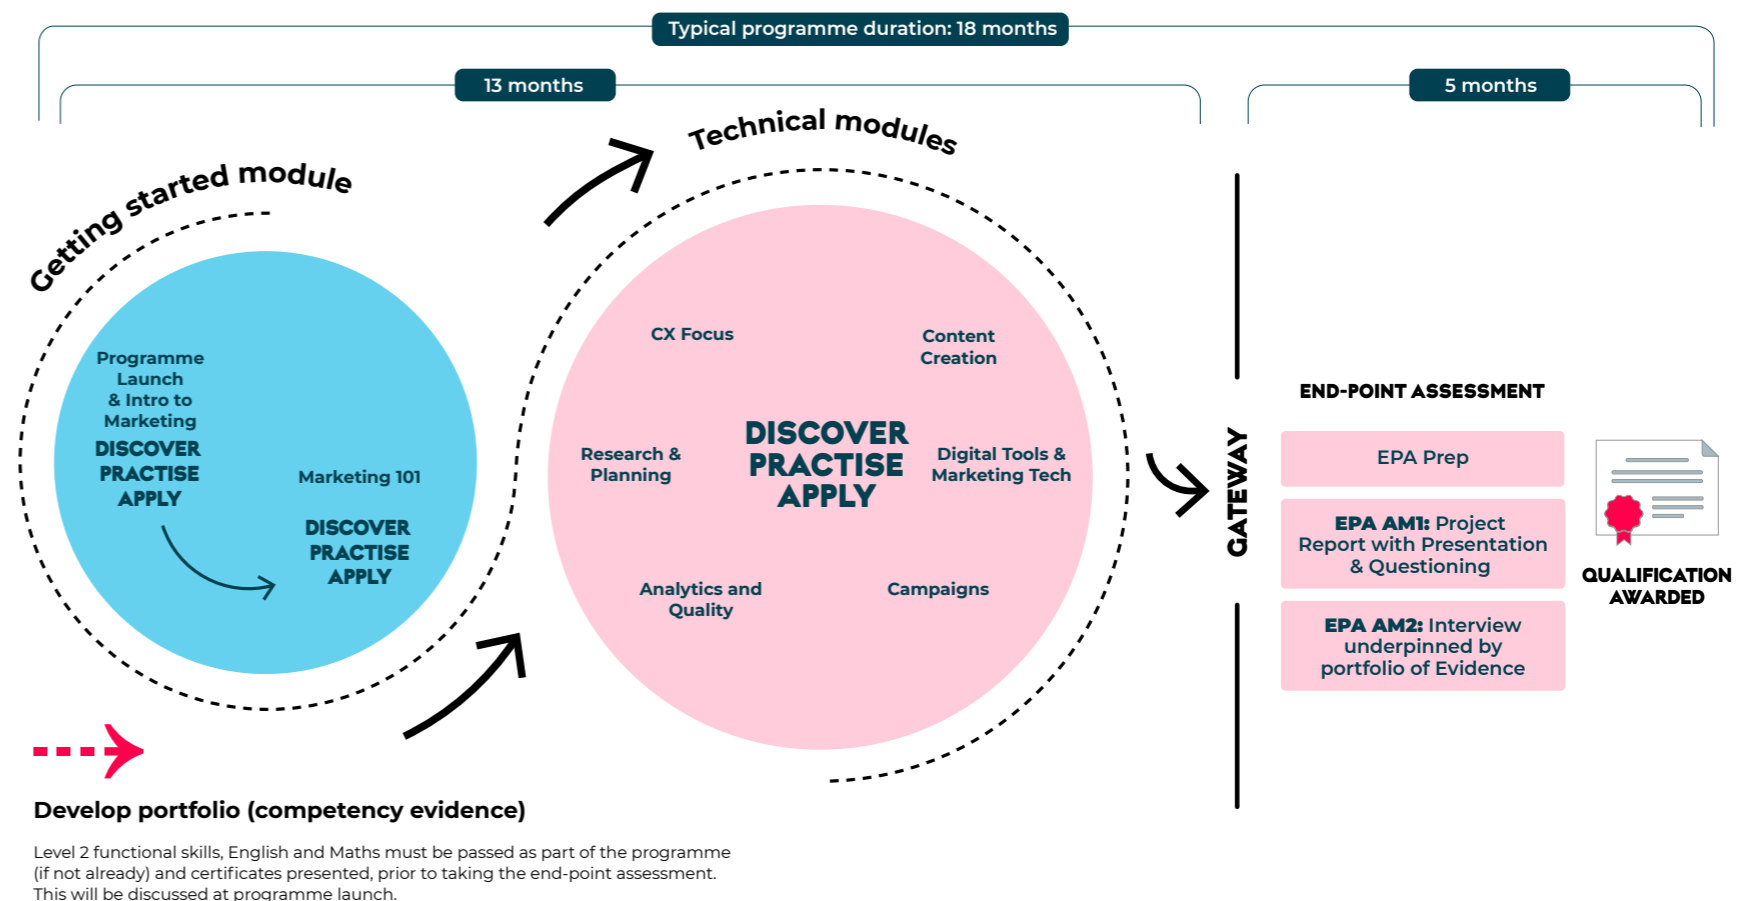 Typical programme duration: 18 months
13 months
5 months
Getting started module
Technical modules
Programme
Launch
& Intro to
Marketing
DISCOVER
PRACTISE
APPLY
Marketing 101
DISCOVER
PRACTISE
APPLY
CX Focus
Content
Creation
Research &
Planning
DISCOVER
PRACTISE
APPLY
Digital Tools &
Marketing Tech
Analytics and
Quality
Campaigns
GATEWAY
END-POINT ASSESSMENT
EPA Prep
EPA AM1: Project
Report with Presentation
& Questioning
EPA AM2: Interview
underpinned by
portfolio of Evidence
QUALIFICATION
AWARDED
Develop portfolio (competency evidence)
Level 2 functional skills, English and Maths must be passed as part of the programme
(if not already) and certificates presented, prior to taking the end-point assessment.
This will be discussed at programme launch.